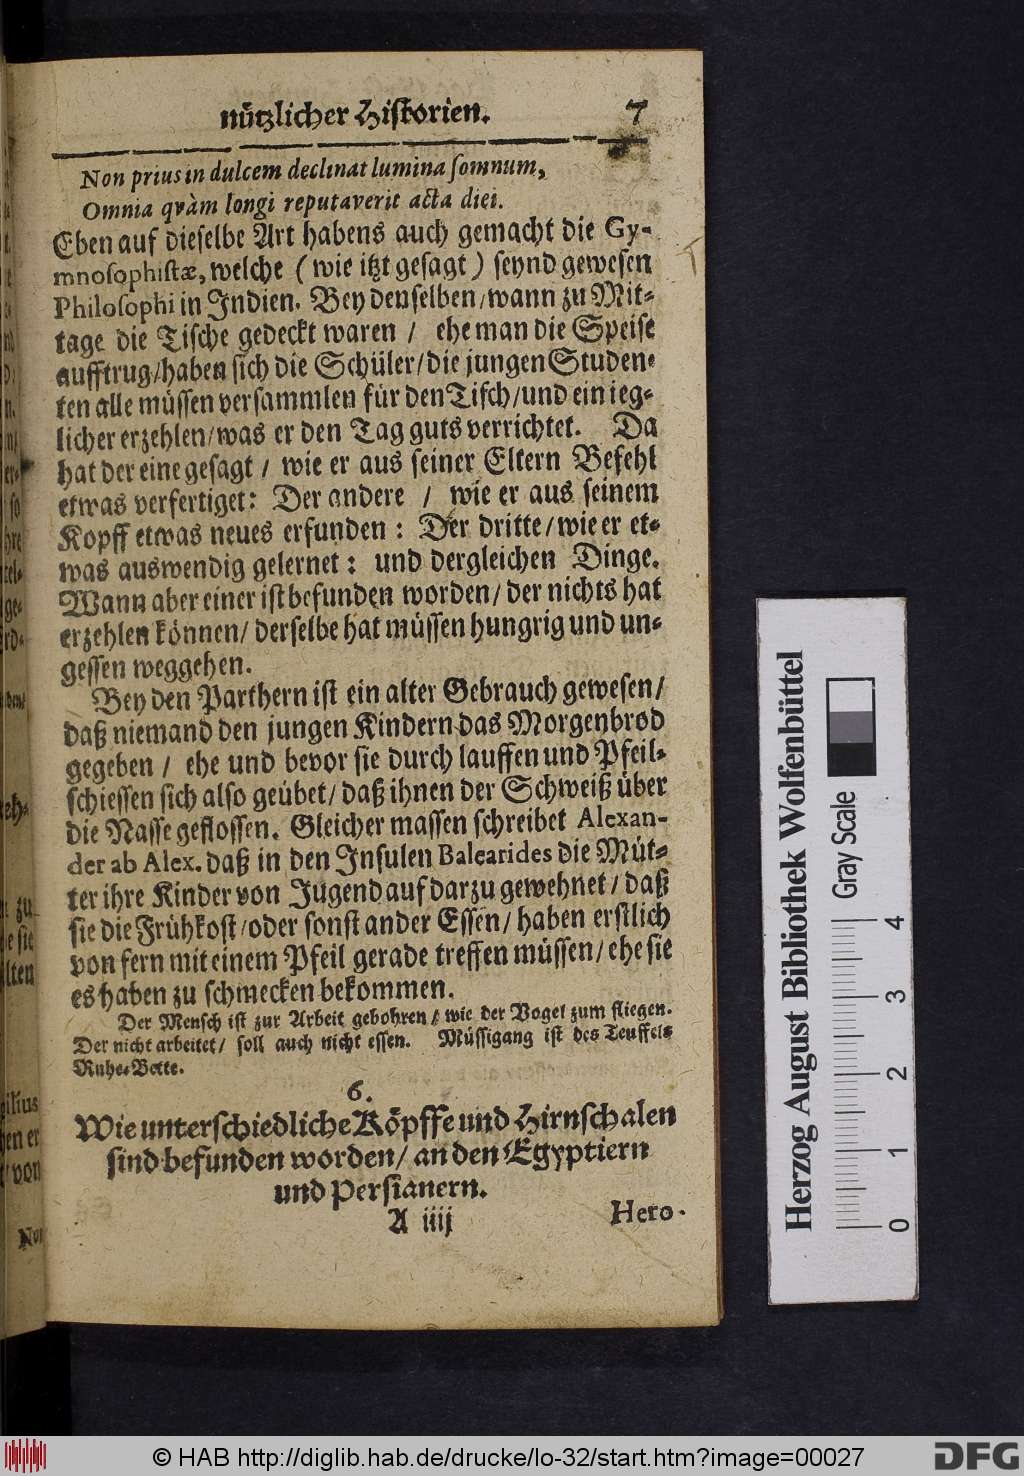 nützlicher Historien. 7
Non prius in dulcem declinat lumina somnum,
Omnia qvàm longi reputaverit acta diei.
Eben auf dieselbe Art habens auch gemacht die Gy-
mnosophistæ, welche (wie itzt gesagt) seynd gewesen
Philosophi in Indien. Bey denselben/wann zu Mit-
tage die Tische gedeckt waren / ehe man die Speise
aufftrug/haben sich die Schüler/die jungen Studen-
ten alle müssen versammlen für den Tisch/und ein ieg-
licher erzehlen/was er den Tag guts verrichtet. Da
hat der eine gesagt / wie er aus seiner Eltern Befehl
etwas verfertiget: Der andere / wie er aus seinem
Kopff etwas neues erfunden: Der dritte/wie er et-
was auswendig gelernet: und dergleichen Dinge.
Wann aber einer ist befunden worden/ der nichts hat
erzehlen können/ derselbe hat müssen hungrig und un-
gessen weggehen.
Bey den Parthern ist ein alter Gebrauch gewesen/
daß niemand den jungen Kindern das Morgenbrod
gegeben / ehe und bevor sie durch lauffen und Pfeil-
schiessen sich also geübet/ daß ihnen der Schweiß über
die Nasse geflossen. Gleicher massen schreibet Alexan-
der ab Alex. daß in den Insulen Balearides die Müt-
ter ihre Kinder von Jugend auf darzu gewehnet/ daß
sie die Frühkost/oder sonst ander Essen/ haben erstlich
von fern mit einem Pfeil gerade treffen müssen/ ehe sie
es haben zu schmecken bekommen.
Der Mensch ist zur Arbeit gebohren/ wie der Vogel zum fliegen.
Der nicht arbeitet/ soll auch nicht essen. Müssigang ist des Teuffels
Ruhe-Bette.
6.
Wie unterschiedliche Köpffe und Hirnschalen
sind befunden worden/ an den Egyptiern
und Persianern.
A iiij Hero-
Herzog August Bibliothek Wolfenbüttel
Gray Scale
0 1 2 3 4
© HAB http://diglib.hab.de/drucke/lo-32/start.htm?image=00027
DFG